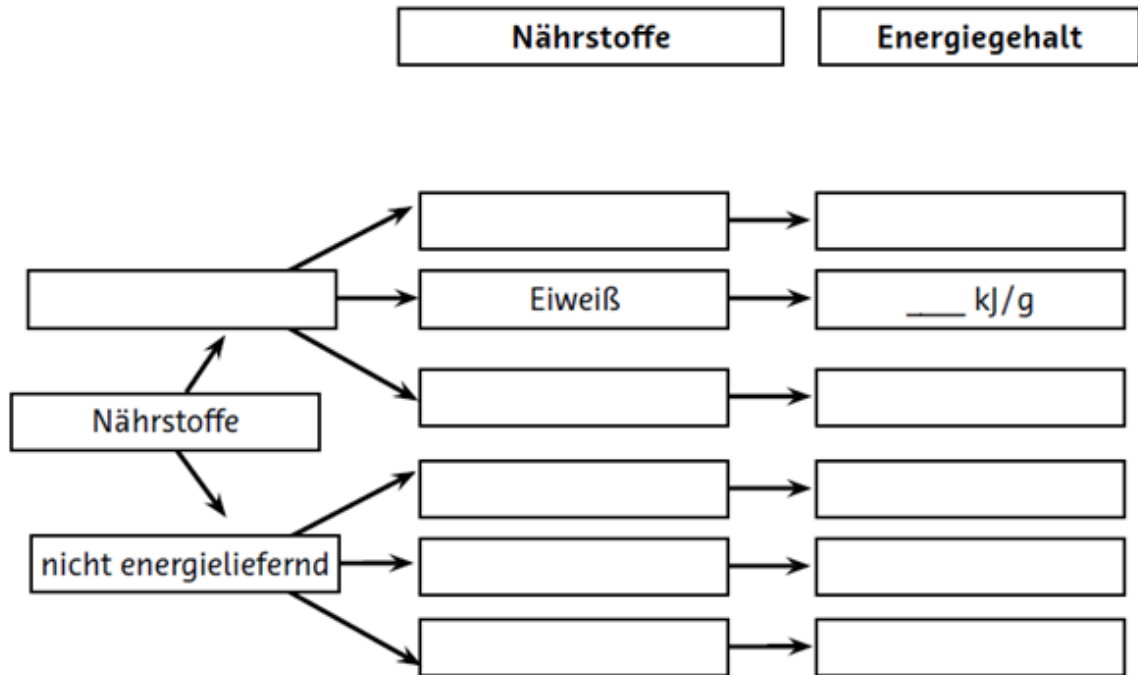 Nährstoffe
Energiegehalt
Eiweiß
___ kJ/g
Nährstoffe
nicht energieliefernd